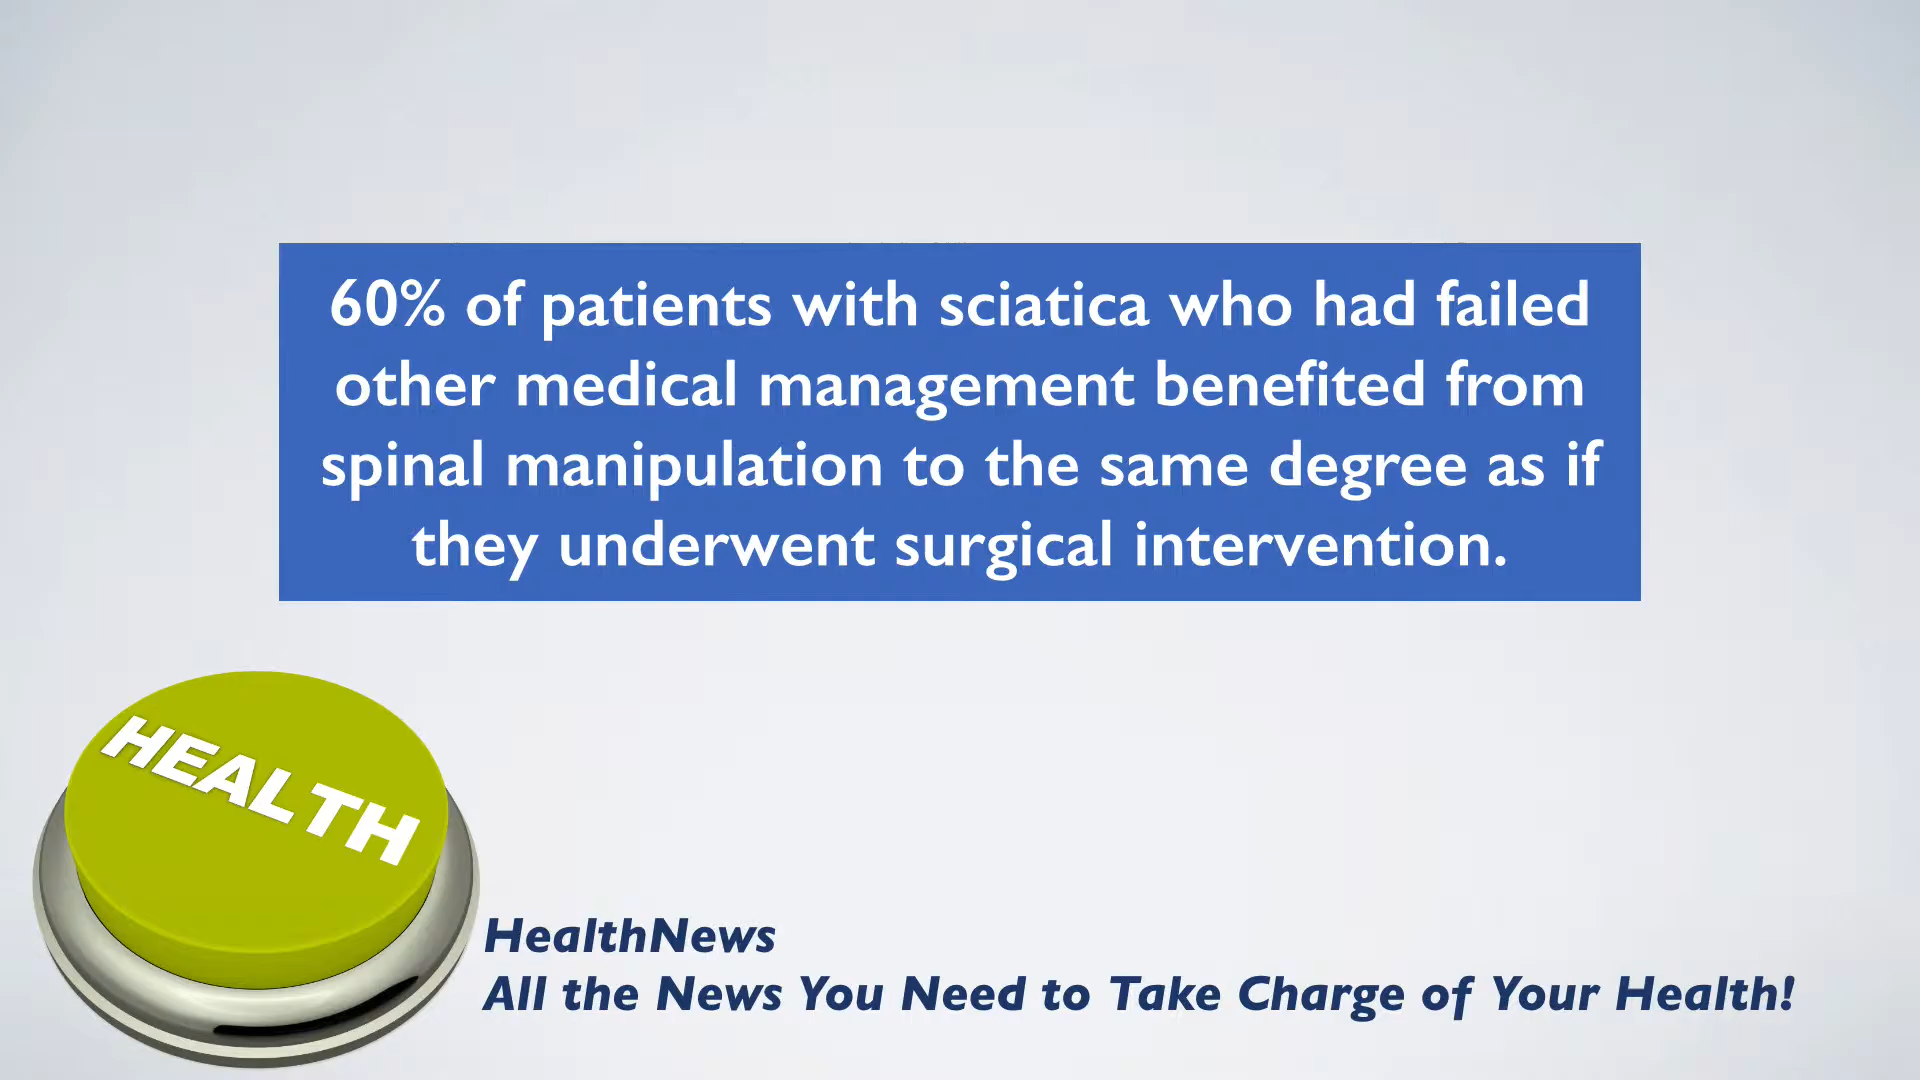 60% of patients with sciatica who had failed
other medical management benefited from
spinal manipulation to the same degree as if
they underwent surgical intervention.
HEALTH
HealthNews
All the News You Need to Take Charge of Your Health!